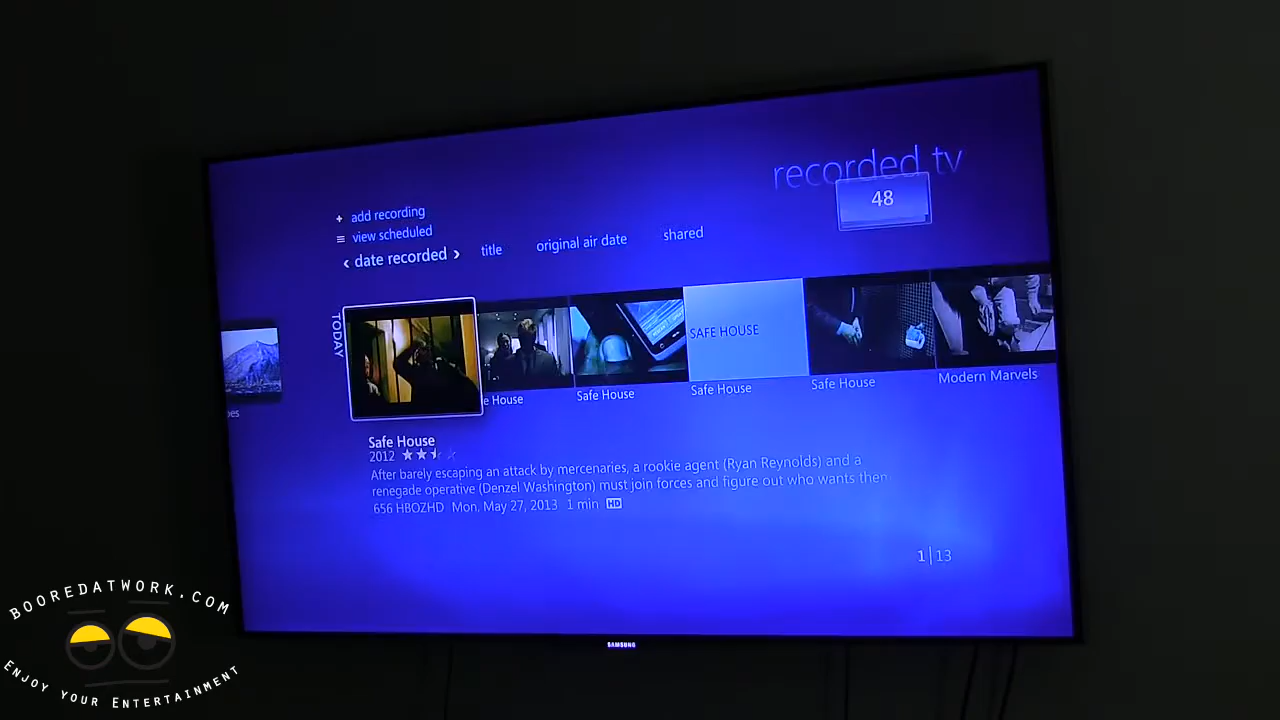 recorded tv
48
+ add recording
≡ view scheduled
‹ date recorded › title original air date shared
TODAY
SAFE HOUSE
es
e House
Safe House
Safe House
Safe House
Modern Marvels
Safe House
2012
After barely escaping an attack by mercenaries, a rookie agent (Ryan Reynolds) and a
renegade operative (Denzel Washington) must join forces and figure out who wants them
656 HBOZHD Mon, May 27, 2013 1 min HD
1|13
SAMSUNG
BOOREDATWORK.COM
ENJOY YOUR ENTERTAINMENT